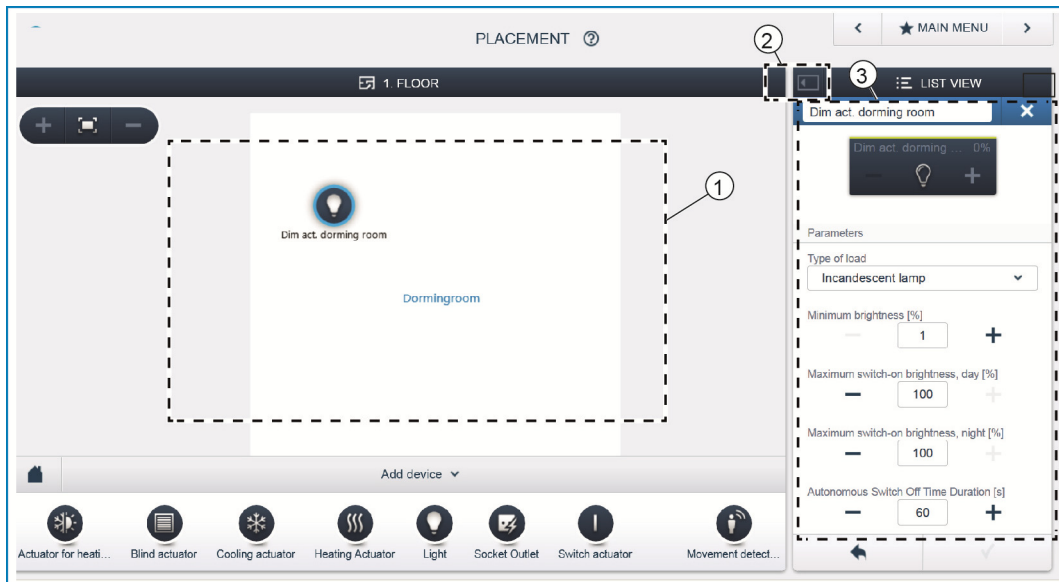 PLACEMENT ?
2
MAIN MENU
1. FLOOR
3
LIST VIEW
Dim act. dorming room
Dim act. dorming ... 0%
1
Dim act. dorming room
Dormingroom
Parameters
Type of load
Incandescent lamp
Minimum brightness [%]
1
Maximum switch-on brightness, day [%]
100
Maximum switch-on brightness, night [%]
100
Autonomous Switch Off Time Duration [s]
60
Add device
Actuator for heati...
Blind actuator
Cooling actuator
Heating Actuator
Light
Socket Outlet
Switch actuator
Movement detect...